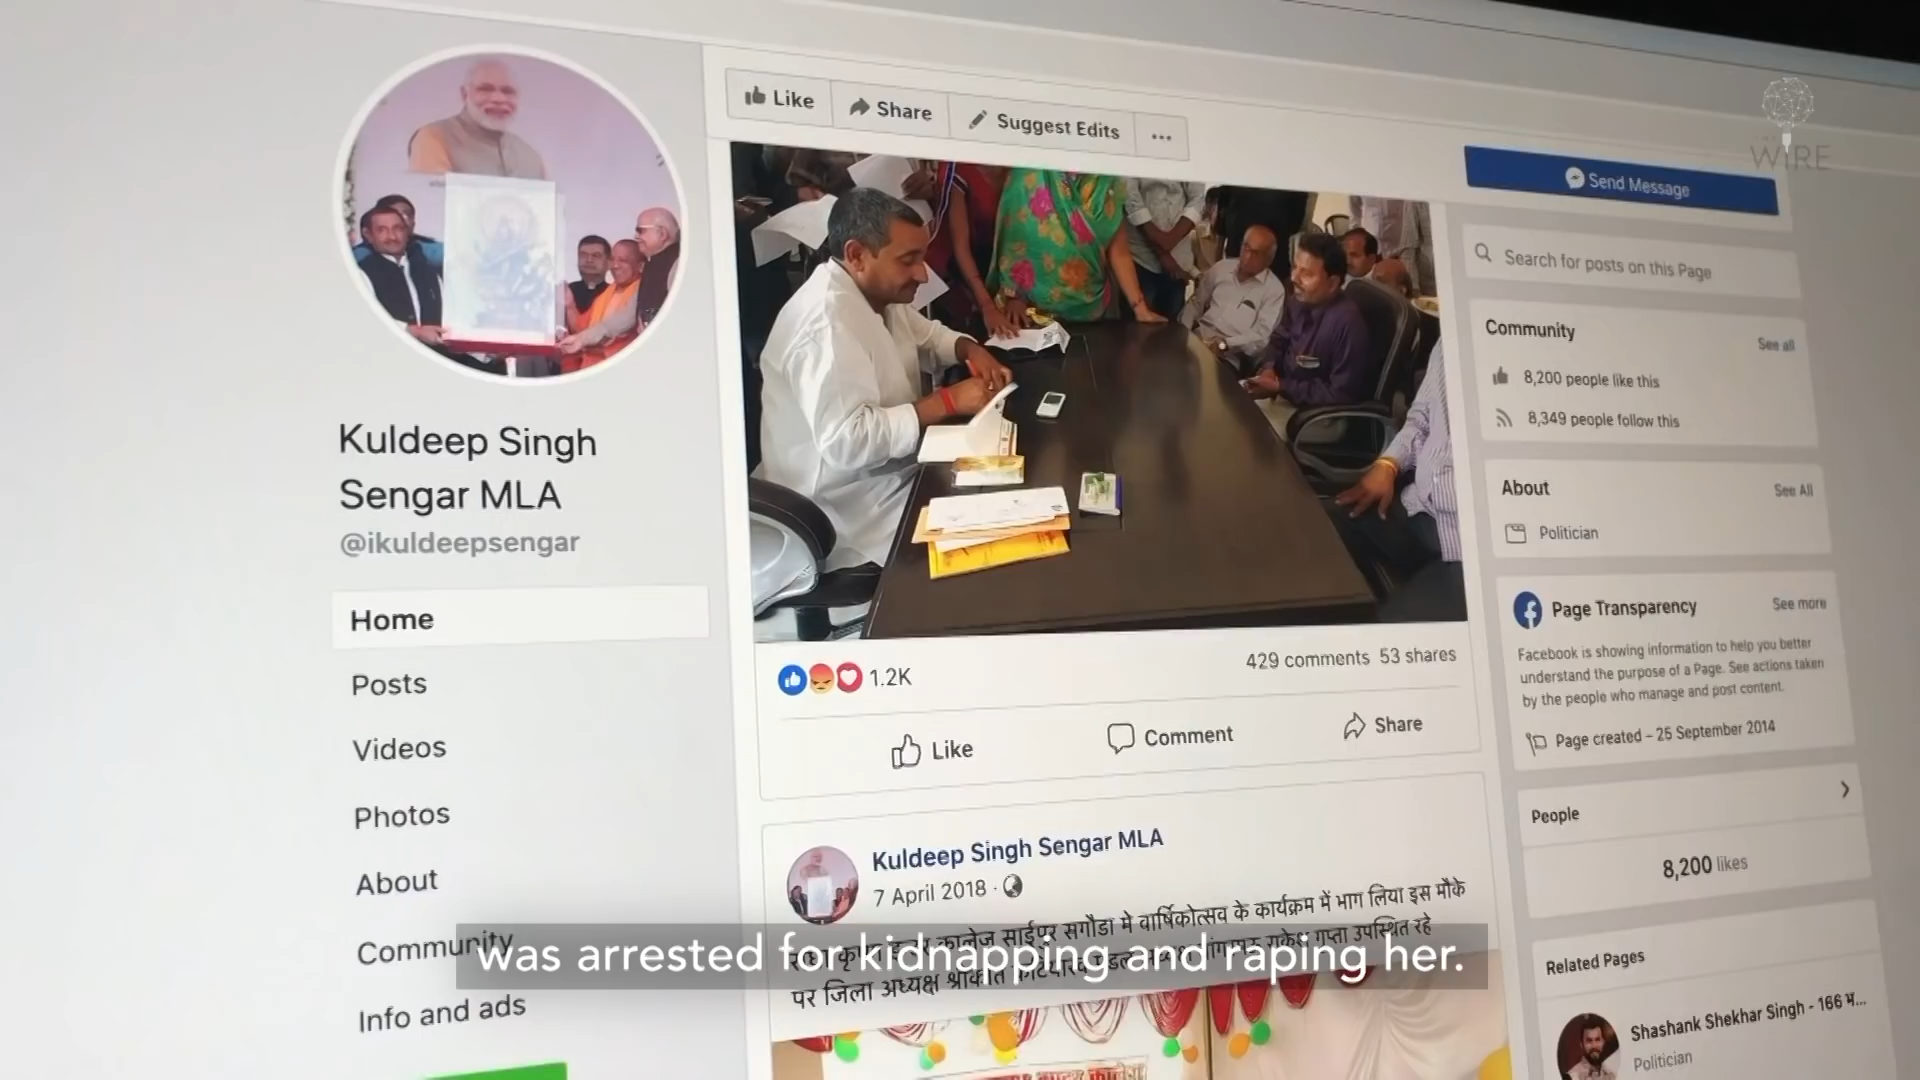 Like
Share
Suggest Edits
...
WIRE
Send Message
Search for posts on this Page
Community
See all
8,200 people like this
8,349 people follow this
About
See All
Politician
Page Transparency
See more
Facebook is showing information to help you better
understand the purpose of a Page. See actions taken
by the people who manage and post content.
Page created – 25 September 2014
People
8,200 likes
Related Pages
Shashank Shekhar Singh - 166 भ...
Politician
Kuldeep Singh
Sengar MLA
@ikuldeepsengar
Home
Posts
Videos
Photos
About
Community
Info and ads
1.2K
429 comments 53 shares
Like
Comment
Share
Kuldeep Singh Sengar MLA
7 April 2018 ·
कालेज साईपुर सगौडा मे वार्षिकोत्सव के कार्यक्रम में भाग लिया इस मौके
पर जिला अध्यक्ष श्रीकांत गुप्ता उपस्थित रहे
was arrested for kidnapping and raping her.